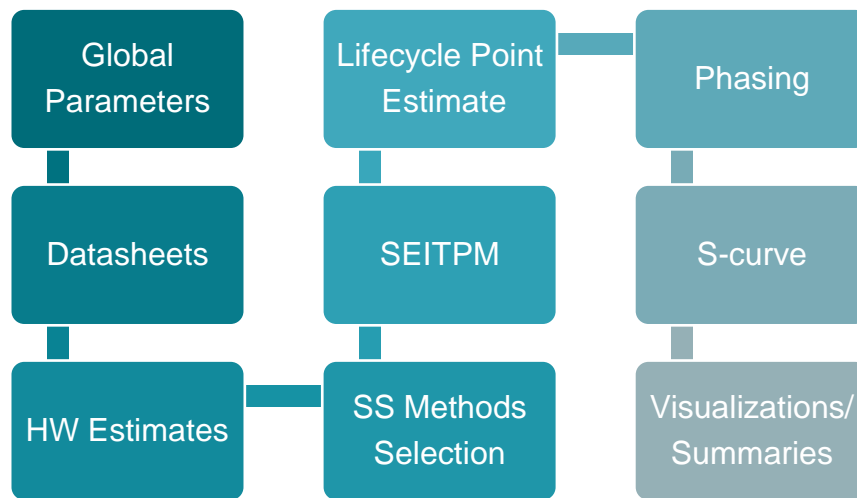 Global
Parameters
Datasheets
HW Estimates
SS Methods
Selection
SEITPM
Lifecycle Point
Estimate
Phasing
S-curve
Visualizations/
Summaries